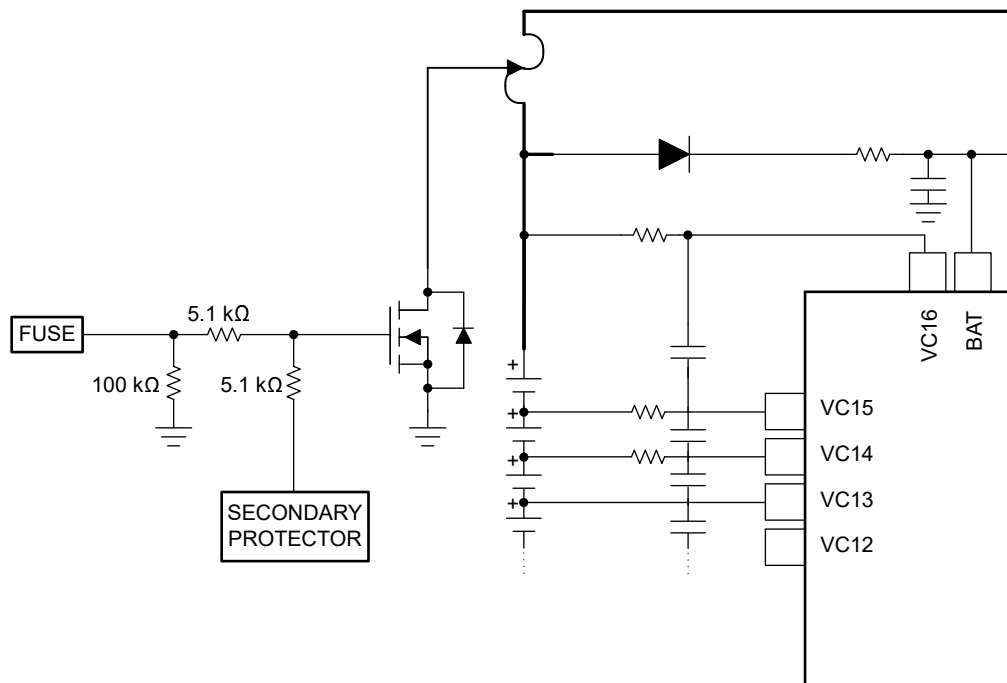 5.1 kΩ
FUSE
100 kΩ
5.1 kΩ
SECONDARY
PROTECTOR
+
+
+
+
VC16
BAT
VC15
VC14
VC13
VC12